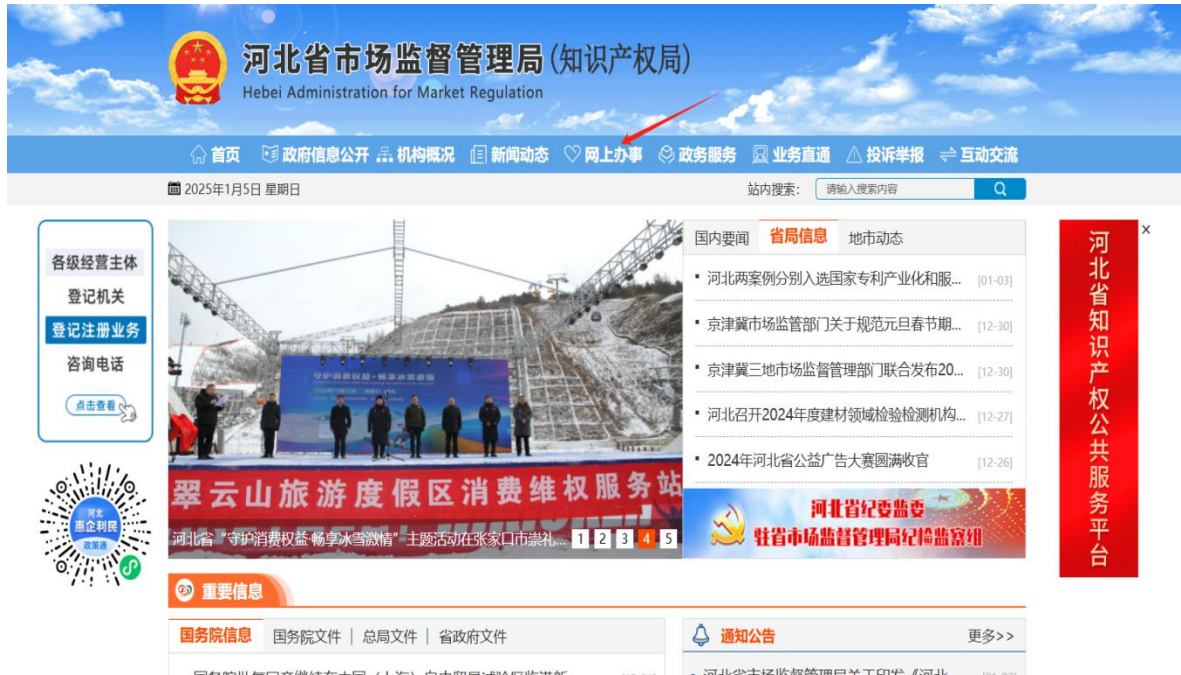 河北省市场监督管理局(知识产权局)
Hebei Administration for Market Regulation
首页 政府信息公开 机构概况 新闻动态 网上办事 政务服务 业务直通 投诉举报 互动交流
2025年1月5日 星期日
站内搜索： 请输入搜索内容
各级经营主体
登记机关
登记注册业务
咨询电话
点击查看
河北
惠企利民
政策通
守护消费权益·畅享冰雪激情
翠云山旅游度假区消费维权服务站
河北省“守护消费权益·畅享冰雪激情”主题活动在张家口市崇礼... 1 2 3 4 5
国内要闻 省局信息 地市动态
河北两案例分别入选国家专利产业化和服... [01-03]
京津冀市场监管部门关于规范元旦春节期... [12-30]
京津冀三地市场监督管理部门联合发布20... [12-30]
河北召开2024年度建材领域检验检测机构... [12-27]
2024年河北省公益广告大赛圆满收官 [12-26]
河北省纪委监委
驻省市场监督管理局纪检监察组
x
河北省知识产权公共服务平台
重要信息
国务院信息 国务院文件 | 总局文件 | 省政府文件
通知公告 更多>>
河北省市场监督管理局关于印发《河北